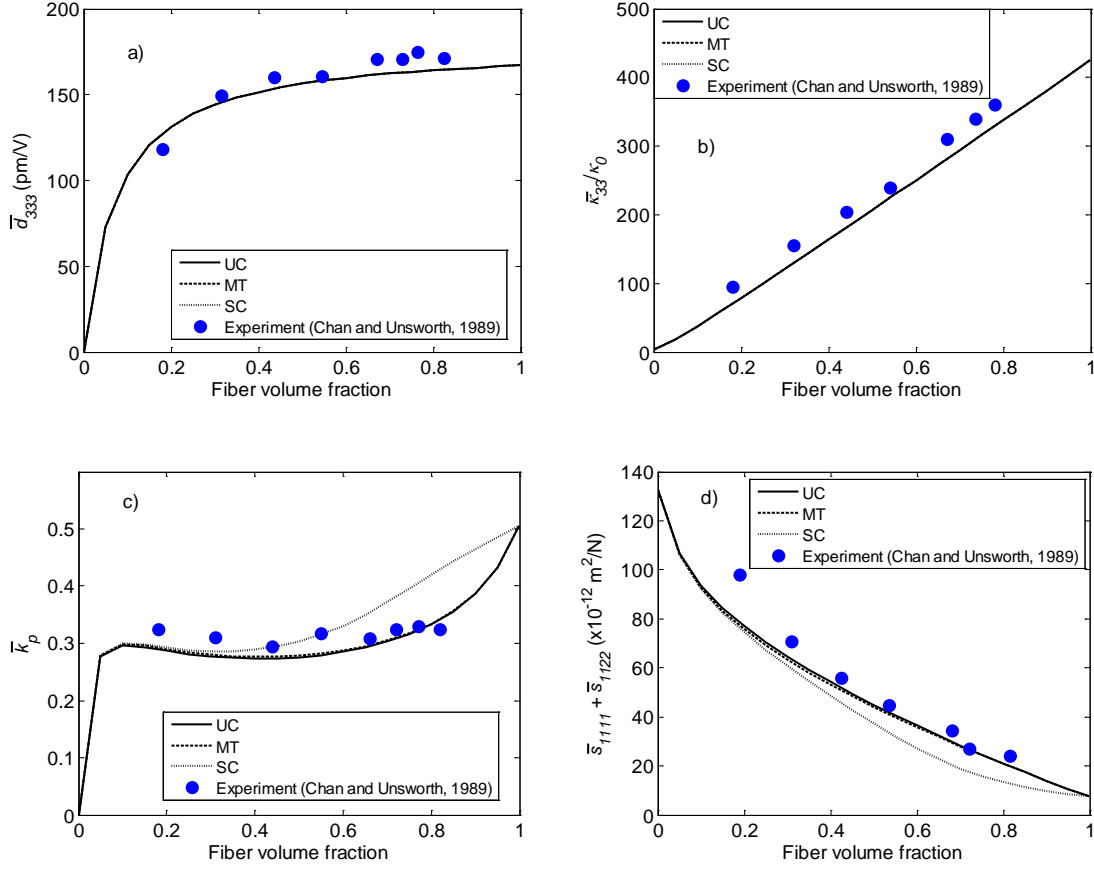 200
150
100
50
0
0
0.2
0.4
0.6
0.8
1
a)
d̅₃₃₃ (pm/V)
Fiber volume fraction
UC
MT
SC
Experiment (Chan and Unsworth, 1989)
500
400
300
200
100
0
0
0.2
0.4
0.6
0.8
1
b)
κ̅₃₃/κ₀
Fiber volume fraction
UC
MT
SC
Experiment (Chan and Unsworth, 1989)
0.5
0.4
0.3
0.2
0.1
0
0
0.2
0.4
0.6
0.8
1
c)
k̅ₚ
Fiber volume fraction
UC
MT
SC
Experiment (Chan and Unsworth, 1989)
140
120
100
80
60
40
20
0
0
0.2
0.4
0.6
0.8
1
d)
s̅₁₁₁₁ + s̅₁₁₂₂ (x10⁻¹² m²/N)
Fiber volume fraction
UC
MT
SC
Experiment (Chan and Unsworth, 1989)